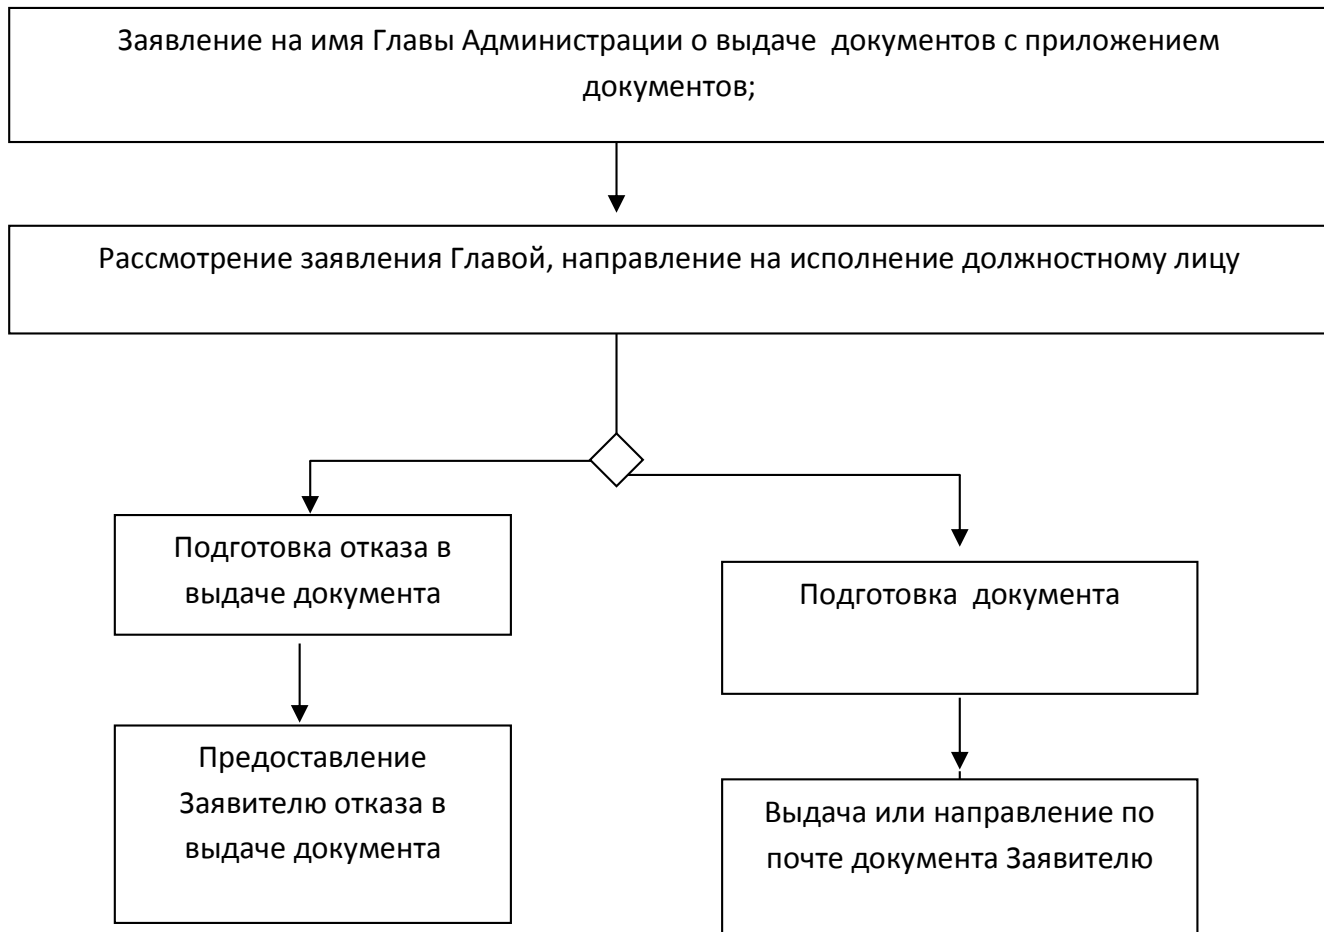 Заявление на имя Главы Администрации о выдаче  документов с приложением
документов;
Рассмотрение заявления Главой, направление на исполнение должностному лицу
Подготовка отказа в
выдаче документа
Подготовка  документа
Предоставление
Заявителю отказа в
выдаче документа
Выдача или направление по
почте документа Заявителю